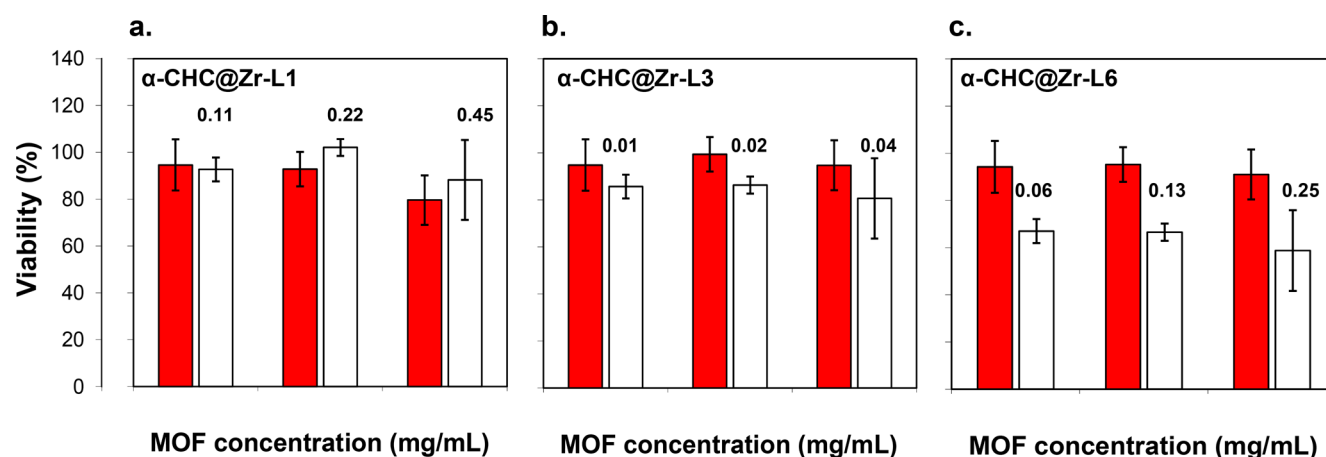 a.
b.
c.
Viability (%)
140
120
100
80
60
40
20
0
α-CHC@Zr-L1
0.11
0.22
0.45
α-CHC@Zr-L3
0.01
0.02
0.04
α-CHC@Zr-L6
0.06
0.13
0.25
MOF concentration (mg/mL)
MOF concentration (mg/mL)
MOF concentration (mg/mL)